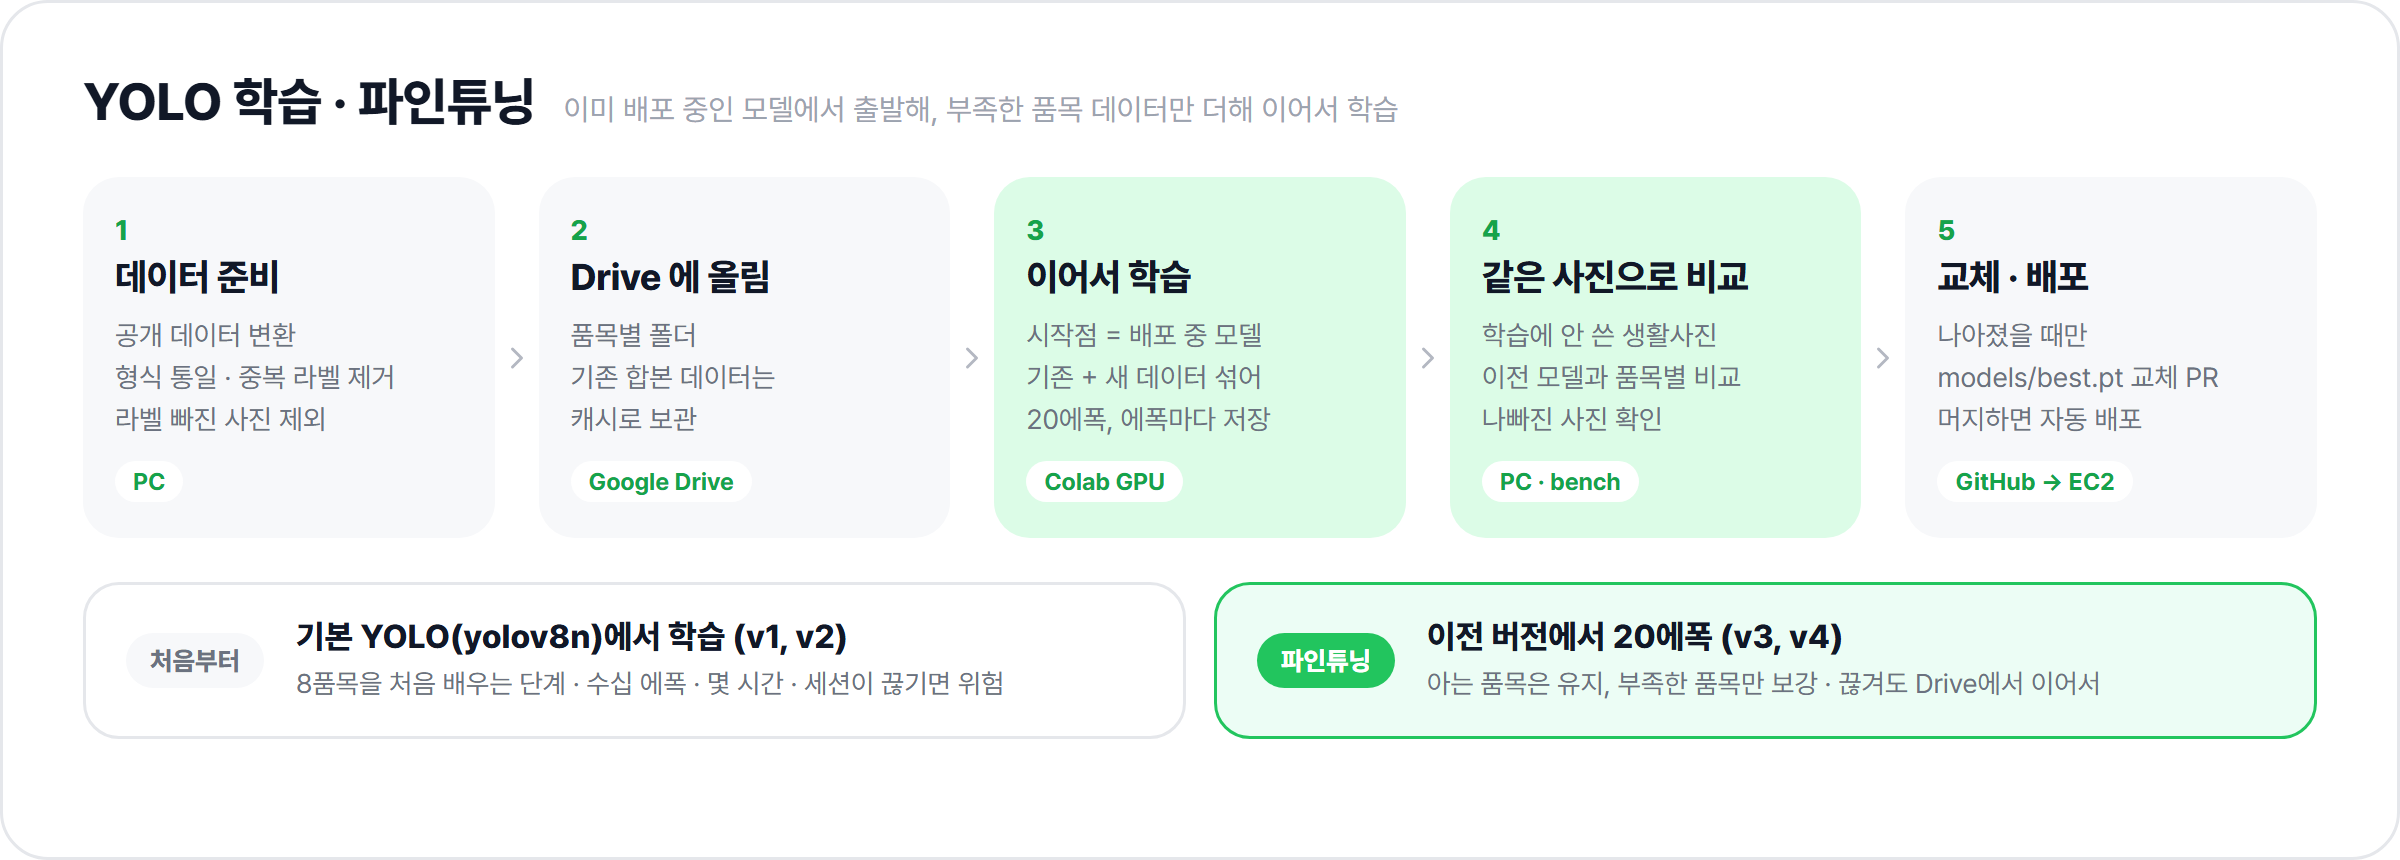 YOLO 학습 · 파인튜닝
이미 배포 중인 모델에서 출발해, 부족한 품목 데이터만 더해 이어서 학습
1
데이터 준비
공개 데이터 변환
형식 통일 · 중복 라벨 제거
라벨 빠진 사진 제외
PC
2
Drive 에 올림
품목별 폴더
기존 합본 데이터는
캐시로 보관
Google Drive
3
이어서 학습
시작점 = 배포 중 모델
기존 + 새 데이터 섞어
20에폭, 에폭마다 저장
Colab GPU
4
같은 사진으로 비교
학습에 안 쓴 생활사진
이전 모델과 품목별 비교
나빠진 사진 확인
PC · bench
5
교체 · 배포
나아졌을 때만
models/best.pt 교체 PR
머지하면 자동 배포
GitHub → EC2
처음부터
기본 YOLO(yolov8n)에서 학습 (v1, v2)
8품목을 처음 배우는 단계 · 수십 에폭 · 몇 시간 · 세션이 끊기면 위험
파인튜닝
이전 버전에서 20에폭 (v3, v4)
아는 품목은 유지, 부족한 품목만 보강 · 끊겨도 Drive에서 이어서